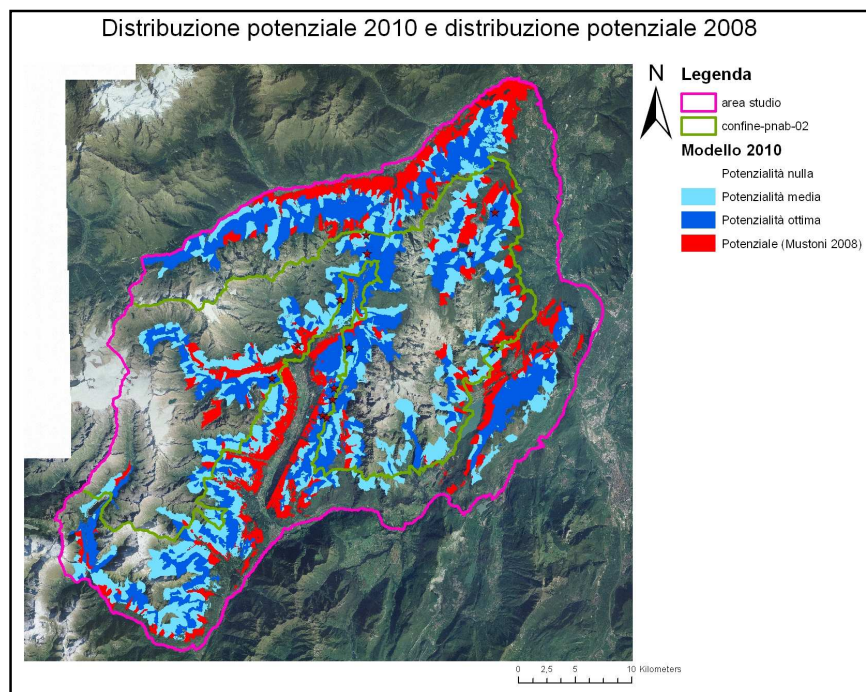 Distribuzione potenziale 2010 e distribuzione potenziale 2008
N
Legenda
area studio
confine-pnab-02
Modello 2010
Potenzialità nulla
Potenzialità media
Potenzialità ottima
Potenziale (Mustoni 2008)
0 2,5 5 10 Kilometers